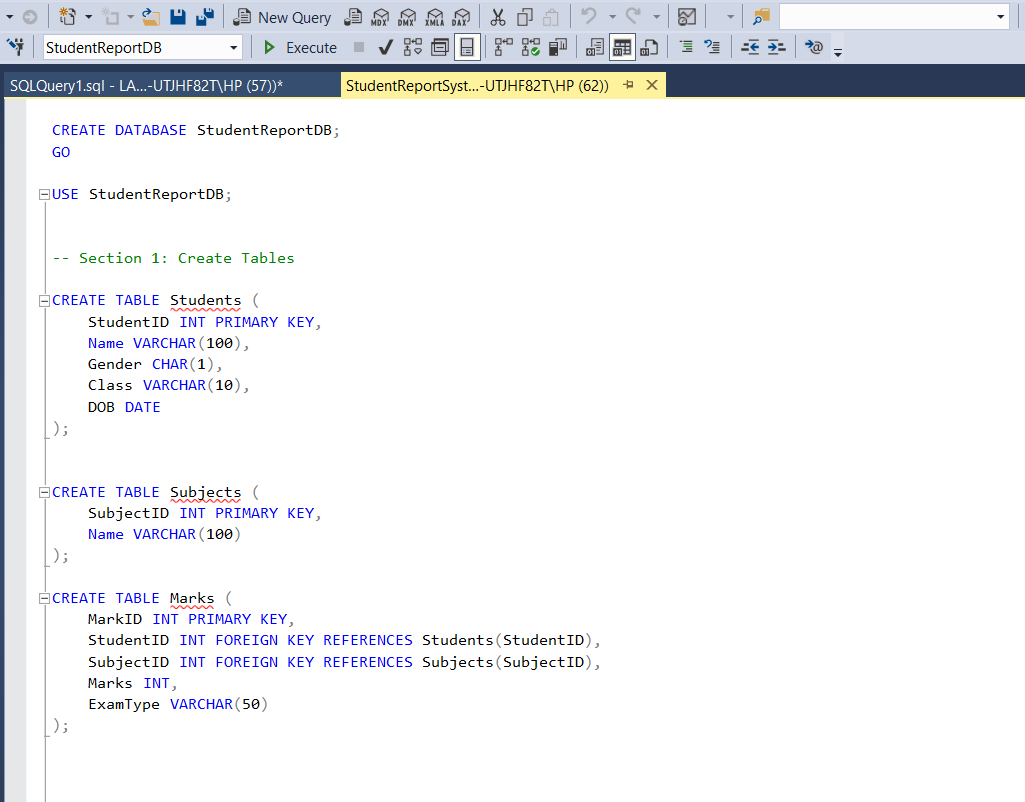 New Query
MDX
DMX
XMLA
DAX
StudentReportDB
Execute
SQLQuery1.sql - LA...-UTJHF82T\HP (57))*
StudentReportSyst...-UTJHF82T\HP (62))
CREATE DATABASE StudentReportDB;
GO
USE StudentReportDB;
-- Section 1: Create Tables
CREATE TABLE Students (
StudentID INT PRIMARY KEY,
Name VARCHAR(100),
Gender CHAR(1),
Class VARCHAR(10),
DOB DATE
);
CREATE TABLE Subjects (
SubjectID INT PRIMARY KEY,
Name VARCHAR(100)
);
CREATE TABLE Marks (
MarkID INT PRIMARY KEY,
StudentID INT FOREIGN KEY REFERENCES Students(StudentID),
SubjectID INT FOREIGN KEY REFERENCES Subjects(SubjectID),
Marks INT,
ExamType VARCHAR(50)
);